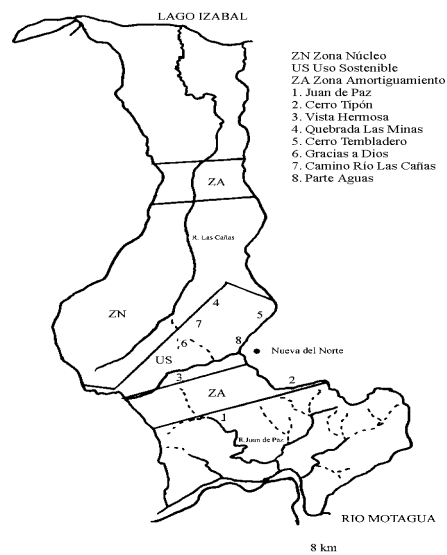 LAGO IZABAL
ZN Zona Núcleo
US Uso Sostenible
ZA Zona Amortiguamiento
1. Juan de Paz
2. Cerro Tipón
3. Vista Hermosa
4. Quebrada Las Minas
5. Cerro Tembladero
6. Gracias a Dios
7. Camino Río Las Cañas
8. Parte Aguas
ZA
R. Las Cañas
4
5
ZN
7
6
8
US
Nueva del Norte
3
2
ZA
1
R. Juan de Paz
RIO MOTAGUA
8 km